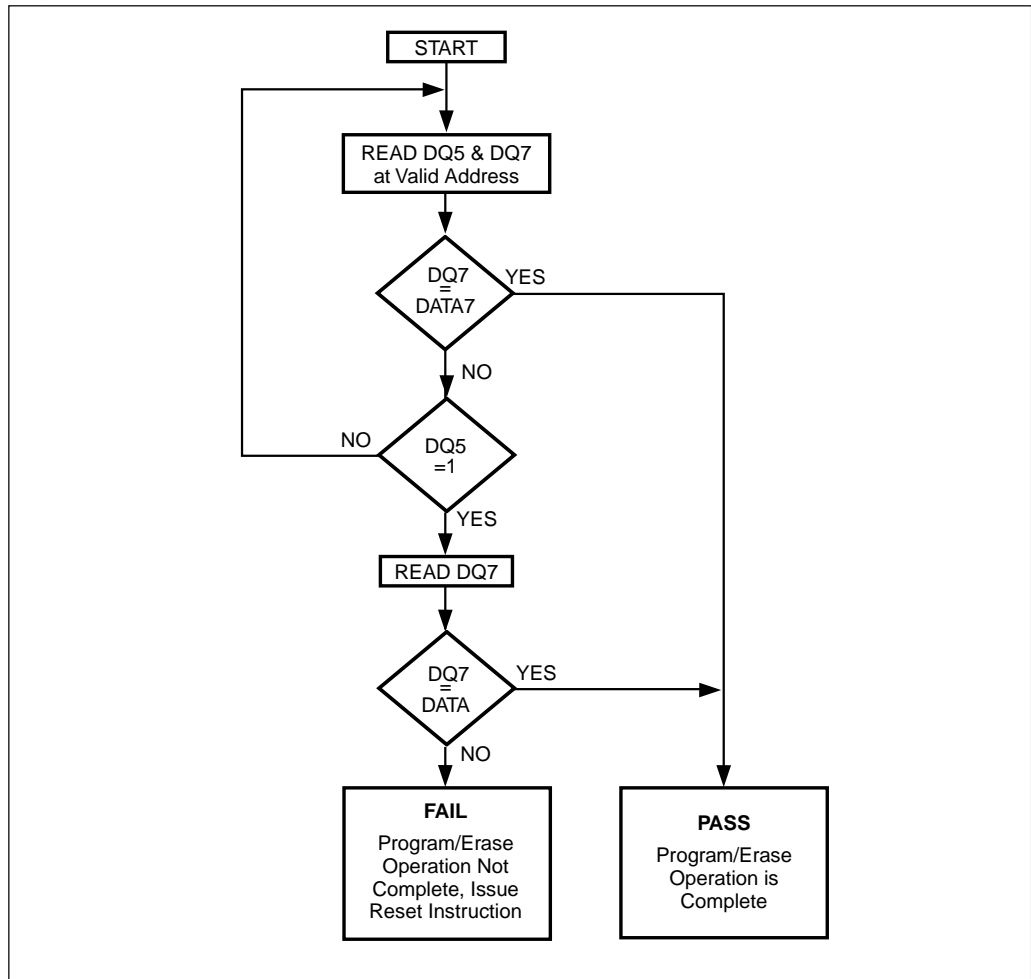 START
READ DQ5 & DQ7
at Valid Address
DQ7
=
DATA7
YES
NO
DQ5
=1
NO
YES
READ DQ7
DQ7
=
DATA
YES
NO
FAIL
Program/Erase
Operation Not
Complete, Issue
Reset Instruction
PASS
Program/Erase
Operation is
Complete